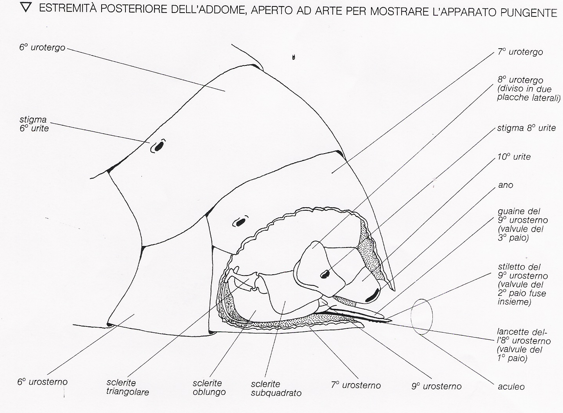 ▽ ESTREMITÀ POSTERIORE DELL'ADDOME, APERTO AD ARTE PER MOSTRARE L'APPARATO PUNGENTE
6° urotergo
stigma
6° urite
7° urotergo
8° urotergo
(diviso in due
placche laterali)
stigma 8° urite
10° urite
ano
guaine del
9° urosterno
(valvule del
3° paio)
stiletto del
9° urosterno
(valvule del
2° paio fuse
insieme)
lancette del-
l'8° urosterno
(valvule del
1° paio)
6° urosterno
sclerite
triangolare
sclerite
oblungo
sclerite
subquadrato
7° urosterno
9° urosterno
aculeo